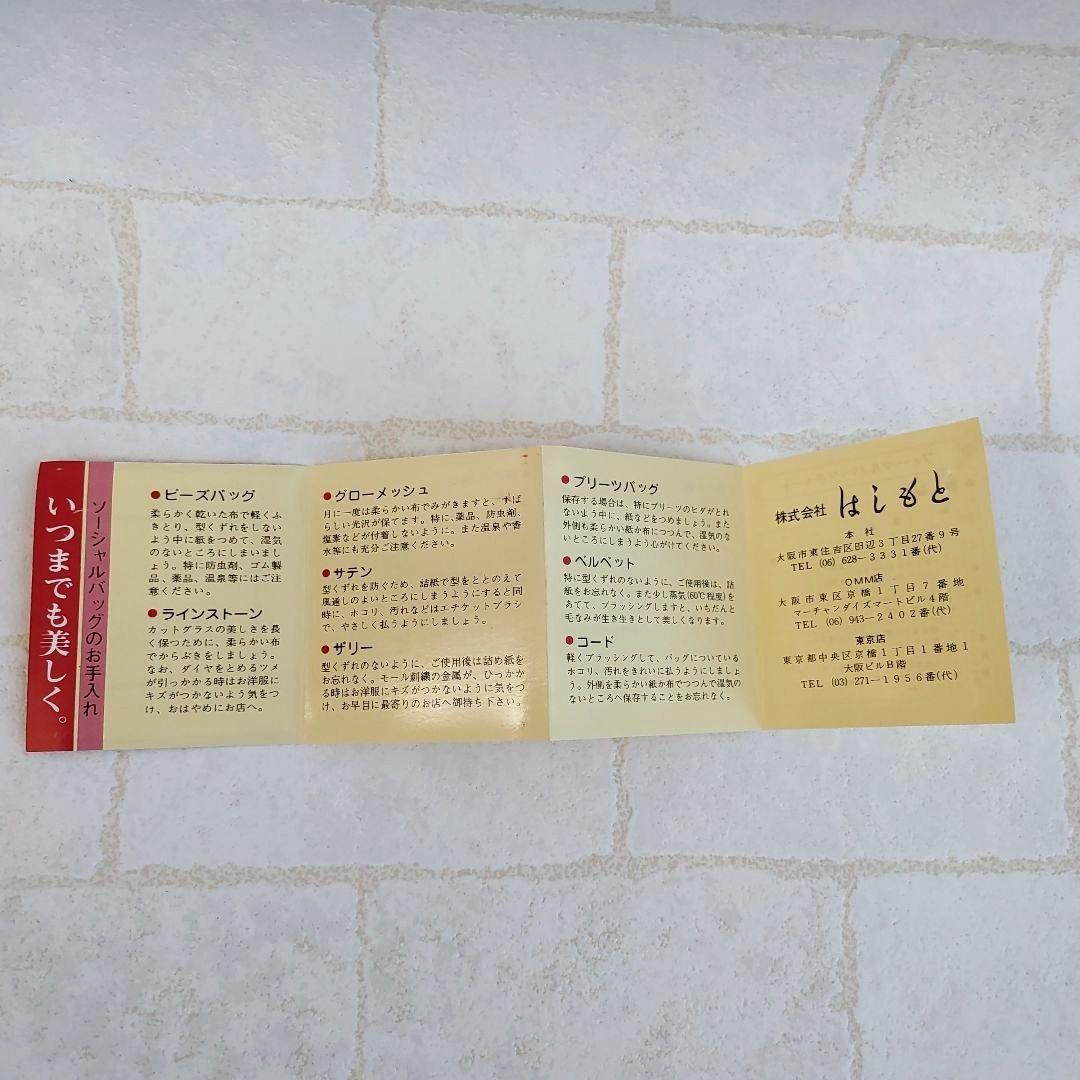 いつまでも美しく。
ソーシャルバッグのお手入れ
●ビーズバッグ
柔らかく乾いた布で軽くふ
きとり、型くずれをしない
よう中に紙をつめて、湿気
のないところにしまいまし
ょう。特に防虫剤、ゴム製
品、薬品、温泉等にはご注
意ください。
●ラインストーン
カットグラスの美しさを長
く保つために、柔らかい布
でからぶきをしましょう。
なお、ダイヤをとめるツメ
が引っかかる時はお洋服に
キズがつかないよう気をつ
け、おはやめにお店へ。
●グローメッシュ
月に一度は柔らかい布でみがきますと、すば
らしい光沢が保てます。特に、薬品、防虫剤、
塩素などが付着しないように。また温泉や香
水等にも充分ご注意ください。
●サテン
型くずれを防ぐため、詰紙で型をととのえて
風通しのよいところにしまうようにすると同
時に、ホコリ、汚れなどはエチケットブラシ
で、やさしく払うようにしましょう。
●ザリー
型くずれのないように、ご使用後は詰め紙を
お忘れなく。モール刺繍の金属が、ひっかか
る時はお洋服にキズがつかないように気をつ
け、お早目に最寄りのお店へ御持ち下さい。
●プリーツバッグ
保存する場合は、特にプリーツのヒダがとれ
ないよう中に、紙などをつめましょう。また
外側も柔らかい紙か布につつんで、湿気のな
いところにしまうよう心がけてください。
●ベルベット
特に型くずれのないように、ご使用後は、詰
紙をお忘れなく。また少し蒸気(60℃程度)を
あてて、ブラッシングしますと、いちだんと
毛なみが生き生きとして美しくなります。
●コード
軽くブラッシングして、バッグについている
ホコリ、汚れをきれいに払うようにしましょ
う。外側を柔らかい紙か布でつつんで湿気の
ないところへ保存することをお忘れなく。
株式会社 はしもと
本社
大阪市東住吉区田辺3丁目27番9号
TEL (06) 628―3331番(代)
OMM店
大阪市東区京橋1丁目7番地
マーチャンダイズマートビル4階
TEL (06) 943―2402番(代)
東京店
東京都中央区京橋1丁目1番地1
大阪ビルB階
TEL (03) 271―1956番(代)